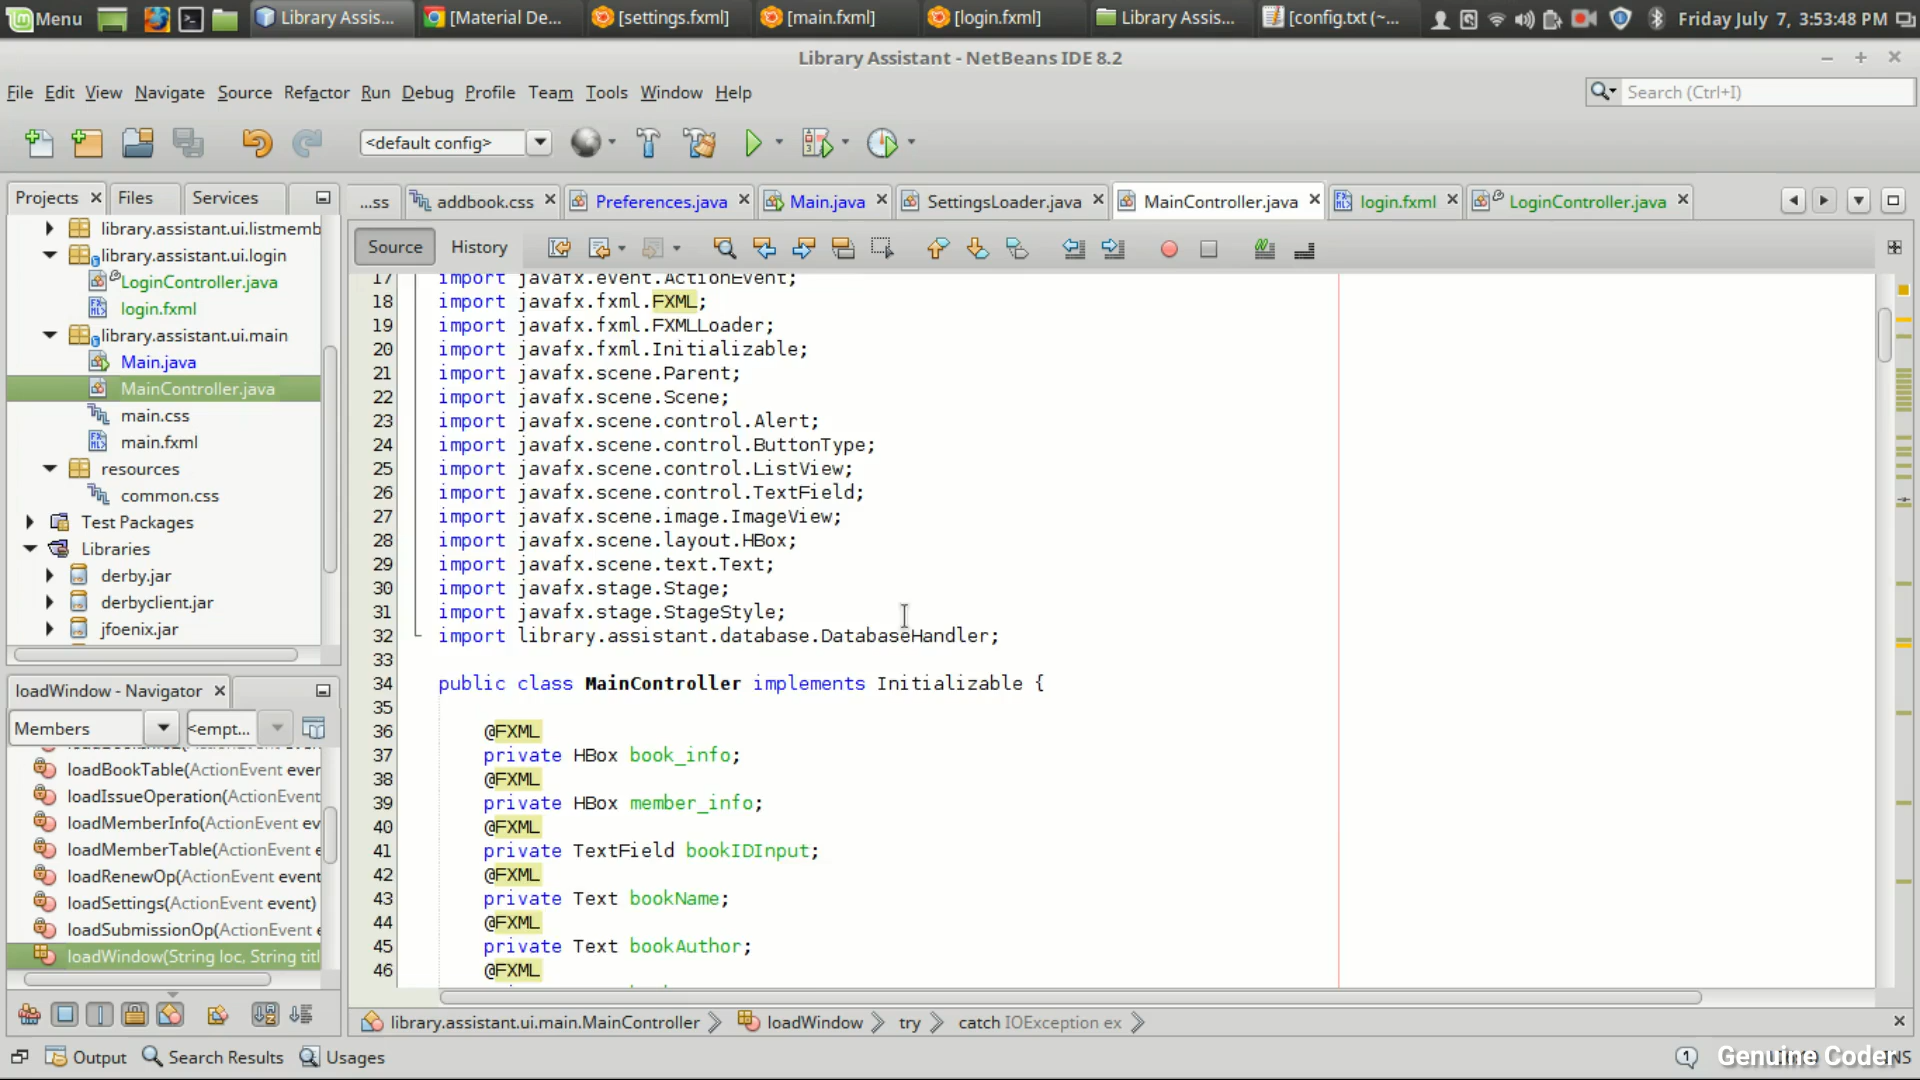 Menu
Library Assis...
[Material De...
[settings.fxml]
[main.fxml]
[login.fxml]
Library Assis...
[config.txt (~...
Friday July 7, 3:53:48 PM
Library Assistant - NetBeans IDE 8.2
File Edit View Navigate Source Refactor Run Debug Profile Team Tools Window Help
Search (Ctrl+I)
<default config>
Projects Files Services
...ss addbook.css Preferences.java Main.java SettingsLoader.java MainController.java login.fxml LoginController.java
library.assistant.ui.listmemb
library.assistant.ui.login
LoginController.java
login.fxml
library.assistant.ui.main
Main.java
MainController.java
main.css
main.fxml
resources
common.css
Test Packages
Libraries
derby.jar
derbyclient.jar
jfoenix.jar
loadWindow - Navigator
Members
<empt...
loadBookTable(ActionEvent ever
loadIssueOperation(ActionEvent
loadMemberInfo(ActionEvent ev
loadMemberTable(ActionEvent e
loadRenewOp(ActionEvent event
loadSettings(ActionEvent event)
loadSubmissionOp(ActionEvent e
loadWindow(String loc, String titl
Source History
17 import javafx.event.ActionEvent;
18 import javafx.fxml.FXML;
19 import javafx.fxml.FXMLLoader;
20 import javafx.fxml.Initializable;
21 import javafx.scene.Parent;
22 import javafx.scene.Scene;
23 import javafx.scene.control.Alert;
24 import javafx.scene.control.ButtonType;
25 import javafx.scene.control.ListView;
26 import javafx.scene.control.TextField;
27 import javafx.scene.image.ImageView;
28 import javafx.scene.layout.HBox;
29 import javafx.scene.text.Text;
30 import javafx.stage.Stage;
31 import javafx.stage.StageStyle;
32 import library.assistant.database.DatabaseHandler;
33
34 public class MainController implements Initializable {
35
36 @FXML
37 private HBox book_info;
38 @FXML
39 private HBox member_info;
40 @FXML
41 private TextField bookIDInput;
42 @FXML
43 private Text bookName;
44 @FXML
45 private Text bookAuthor;
46 @FXML
library.assistant.ui.main.MainController loadWindow try catch IOException ex
Output Search Results Usages
1
Genuine Coder